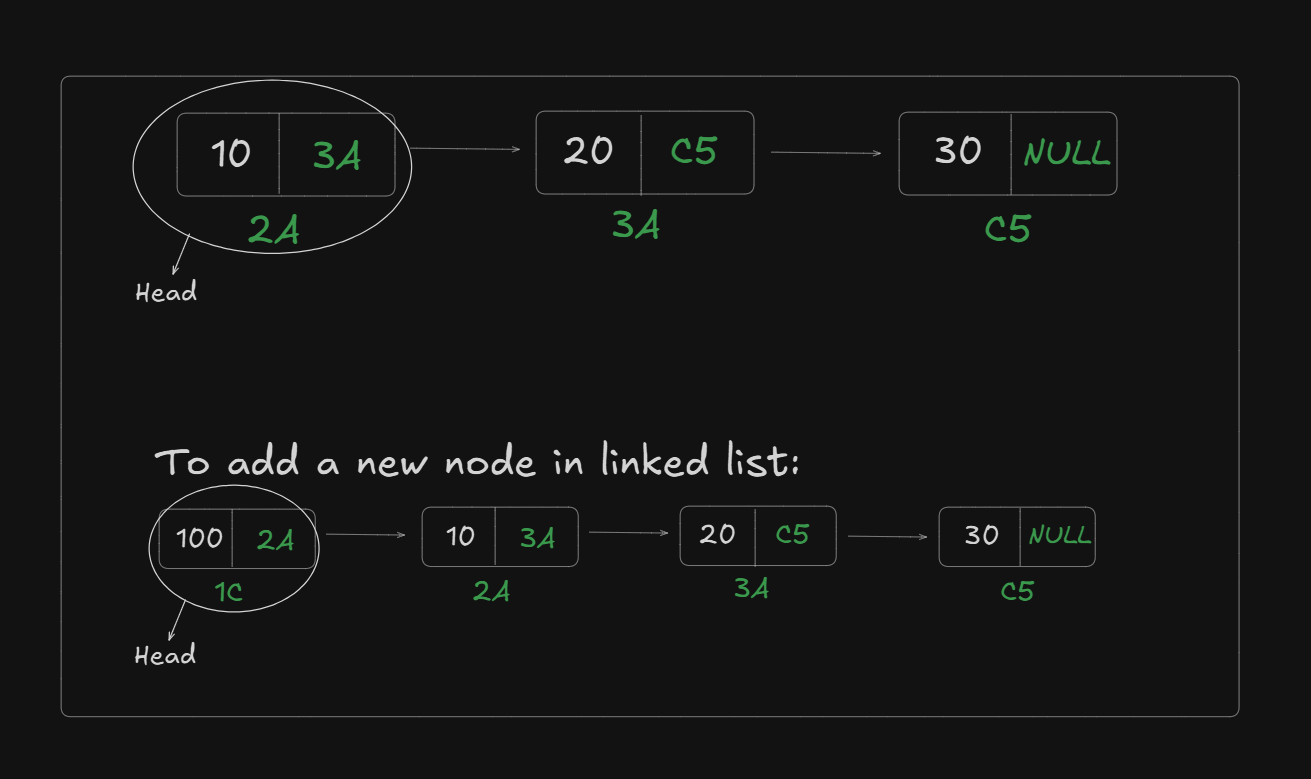 10 3A 20 C5 30 NULL
2A 3A C5
Head
To add a new node in linked list:
100 2A 10 3A 20 C5 30 NULL
1C 2A 3A C5
Head